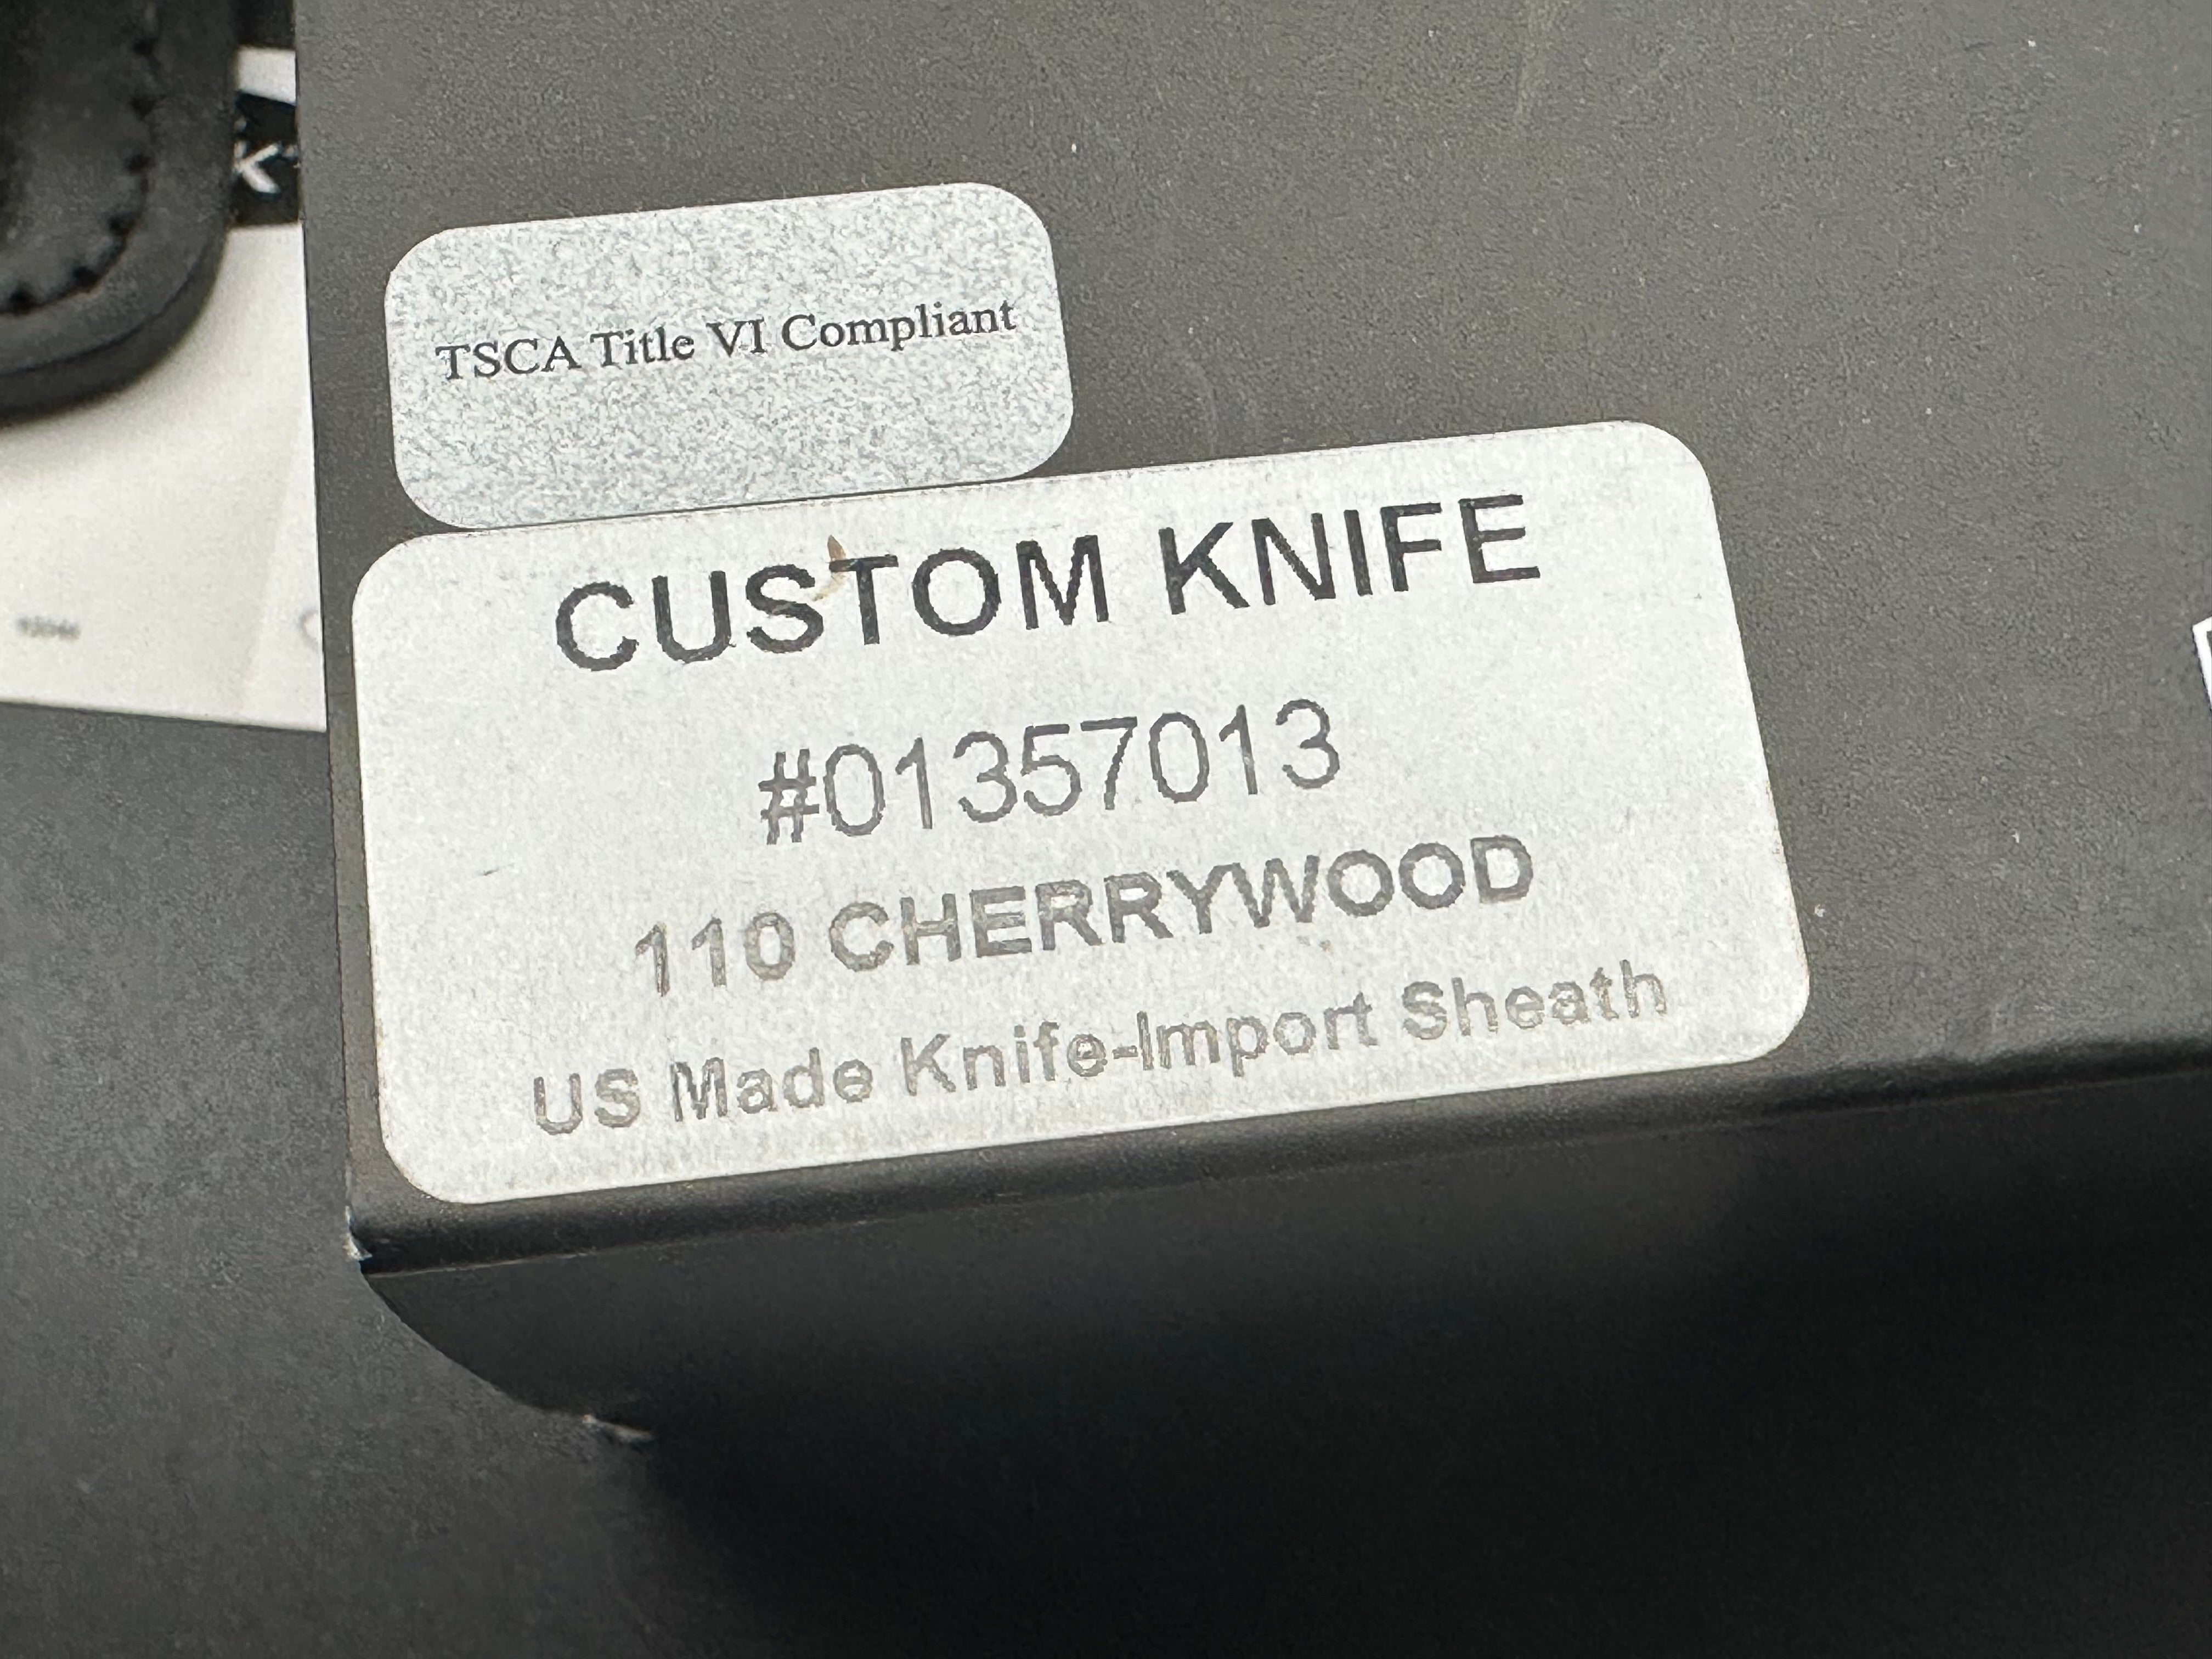 K
TSCA Title VI Compliant
CUSTOM KNIFE
#01357013
110 CHERRYWOOD
US Made Knife-Import Sheath